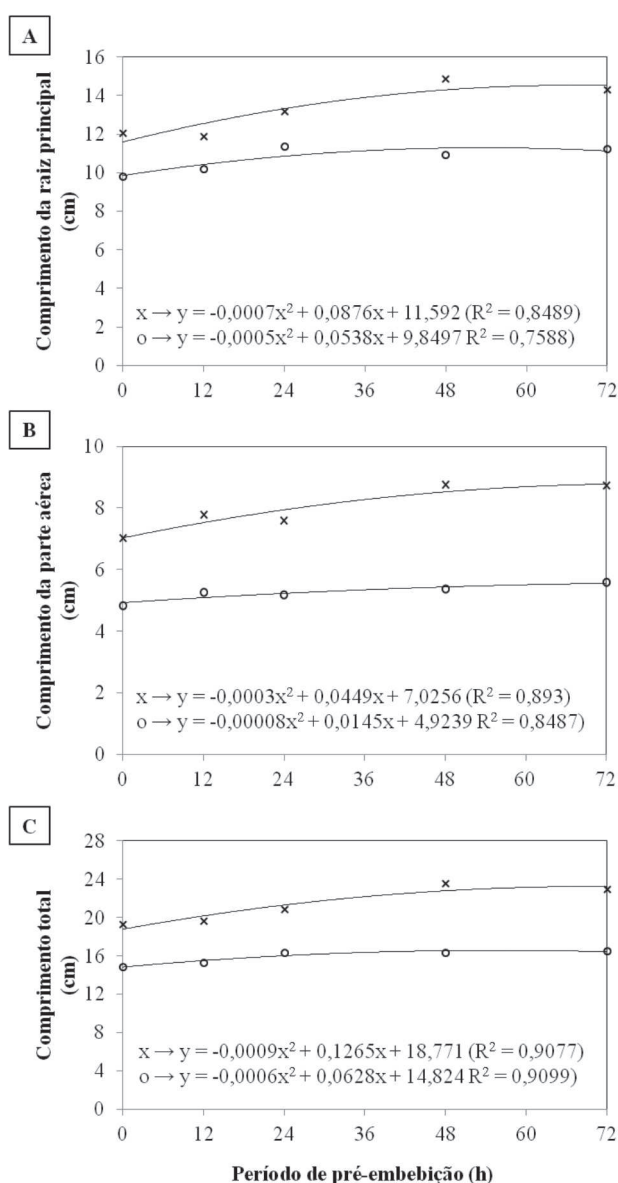 A
Comprimento da raiz principal
(cm)
16
14
12
10
8
6
4
2
0
x → y = -0,0007x² + 0,0876x + 11,592 (R² = 0,8489)
o → y = -0,0005x² + 0,0538x + 9,8497 R² = 0,7588)
0 12 24 36 48 60 72
B
Comprimento da parte aérea
(cm)
10
8
6
4
2
0
x → y = -0,0003x² + 0,0449x + 7,0256 (R² = 0,893)
o → y = -0,00008x² + 0,0145x + 4,9239 R² = 0,8487)
0 12 24 36 48 60 72
C
Comprimento total
(cm)
28
24
20
16
12
8
4
0
x → y = -0,0009x² + 0,1265x + 18,771 (R² = 0,9077)
o → y = -0,0006x² + 0,0628x + 14,824 R² = 0,9099)
0 12 24 36 48 60 72
Período de pré-embebição (h)